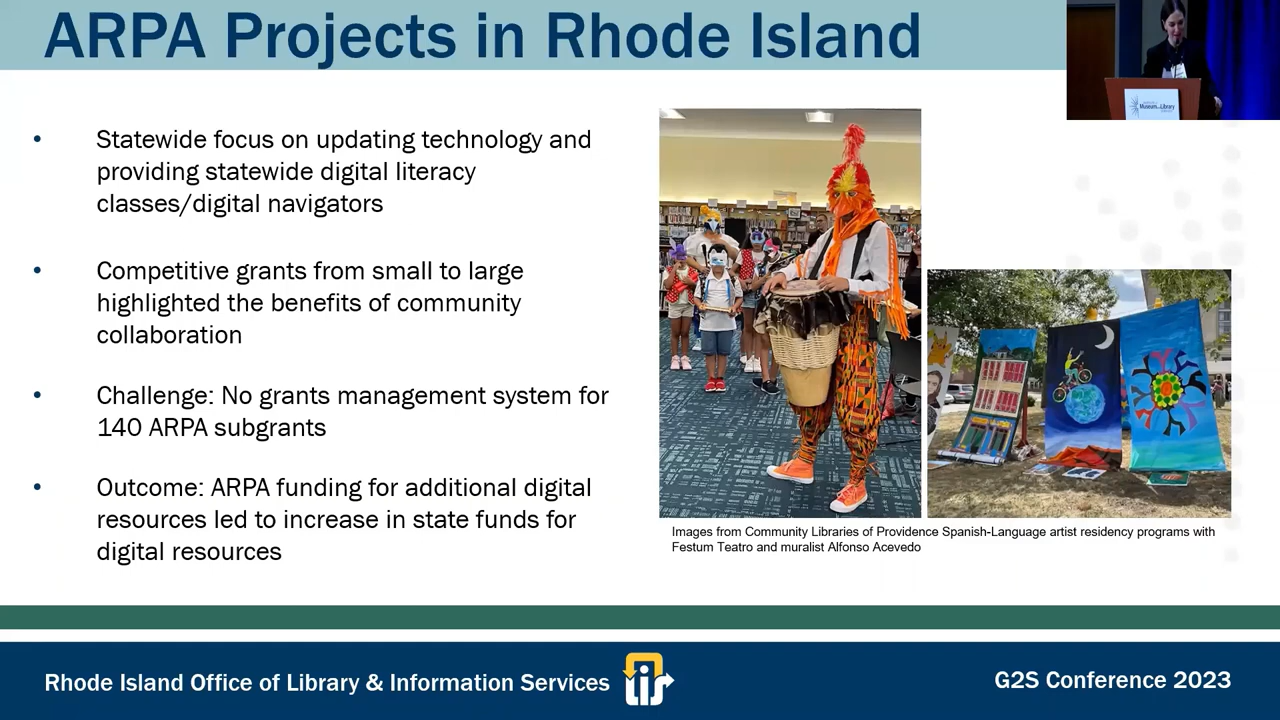 ARPA Projects in Rhode Island
• Statewide focus on updating technology and
providing statewide digital literacy
classes/digital navigators
• Competitive grants from small to large
highlighted the benefits of community
collaboration
• Challenge: No grants management system for
140 ARPA subgrants
• Outcome: ARPA funding for additional digital
resources led to increase in state funds for
digital resources
Museum and Library
Images from Community Libraries of Providence Spanish-Language artist residency programs with
Festum Teatro and muralist Alfonso Acevedo
Rhode Island Office of Library & Information Services
G2S Conference 2023